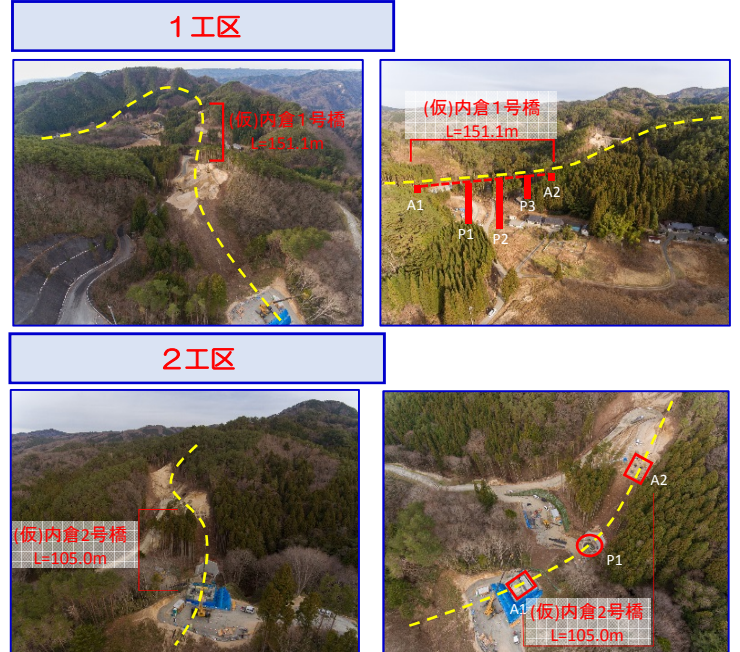 １工区
(仮)内倉１号橋
L=151.1m
(仮)内倉１号橋
L=151.1m
A1
P1
P2
P3
A2
２工区
(仮)内倉2号橋
L=105.0m
A2
P1
A1
(仮)内倉2号橋
L=105.0m